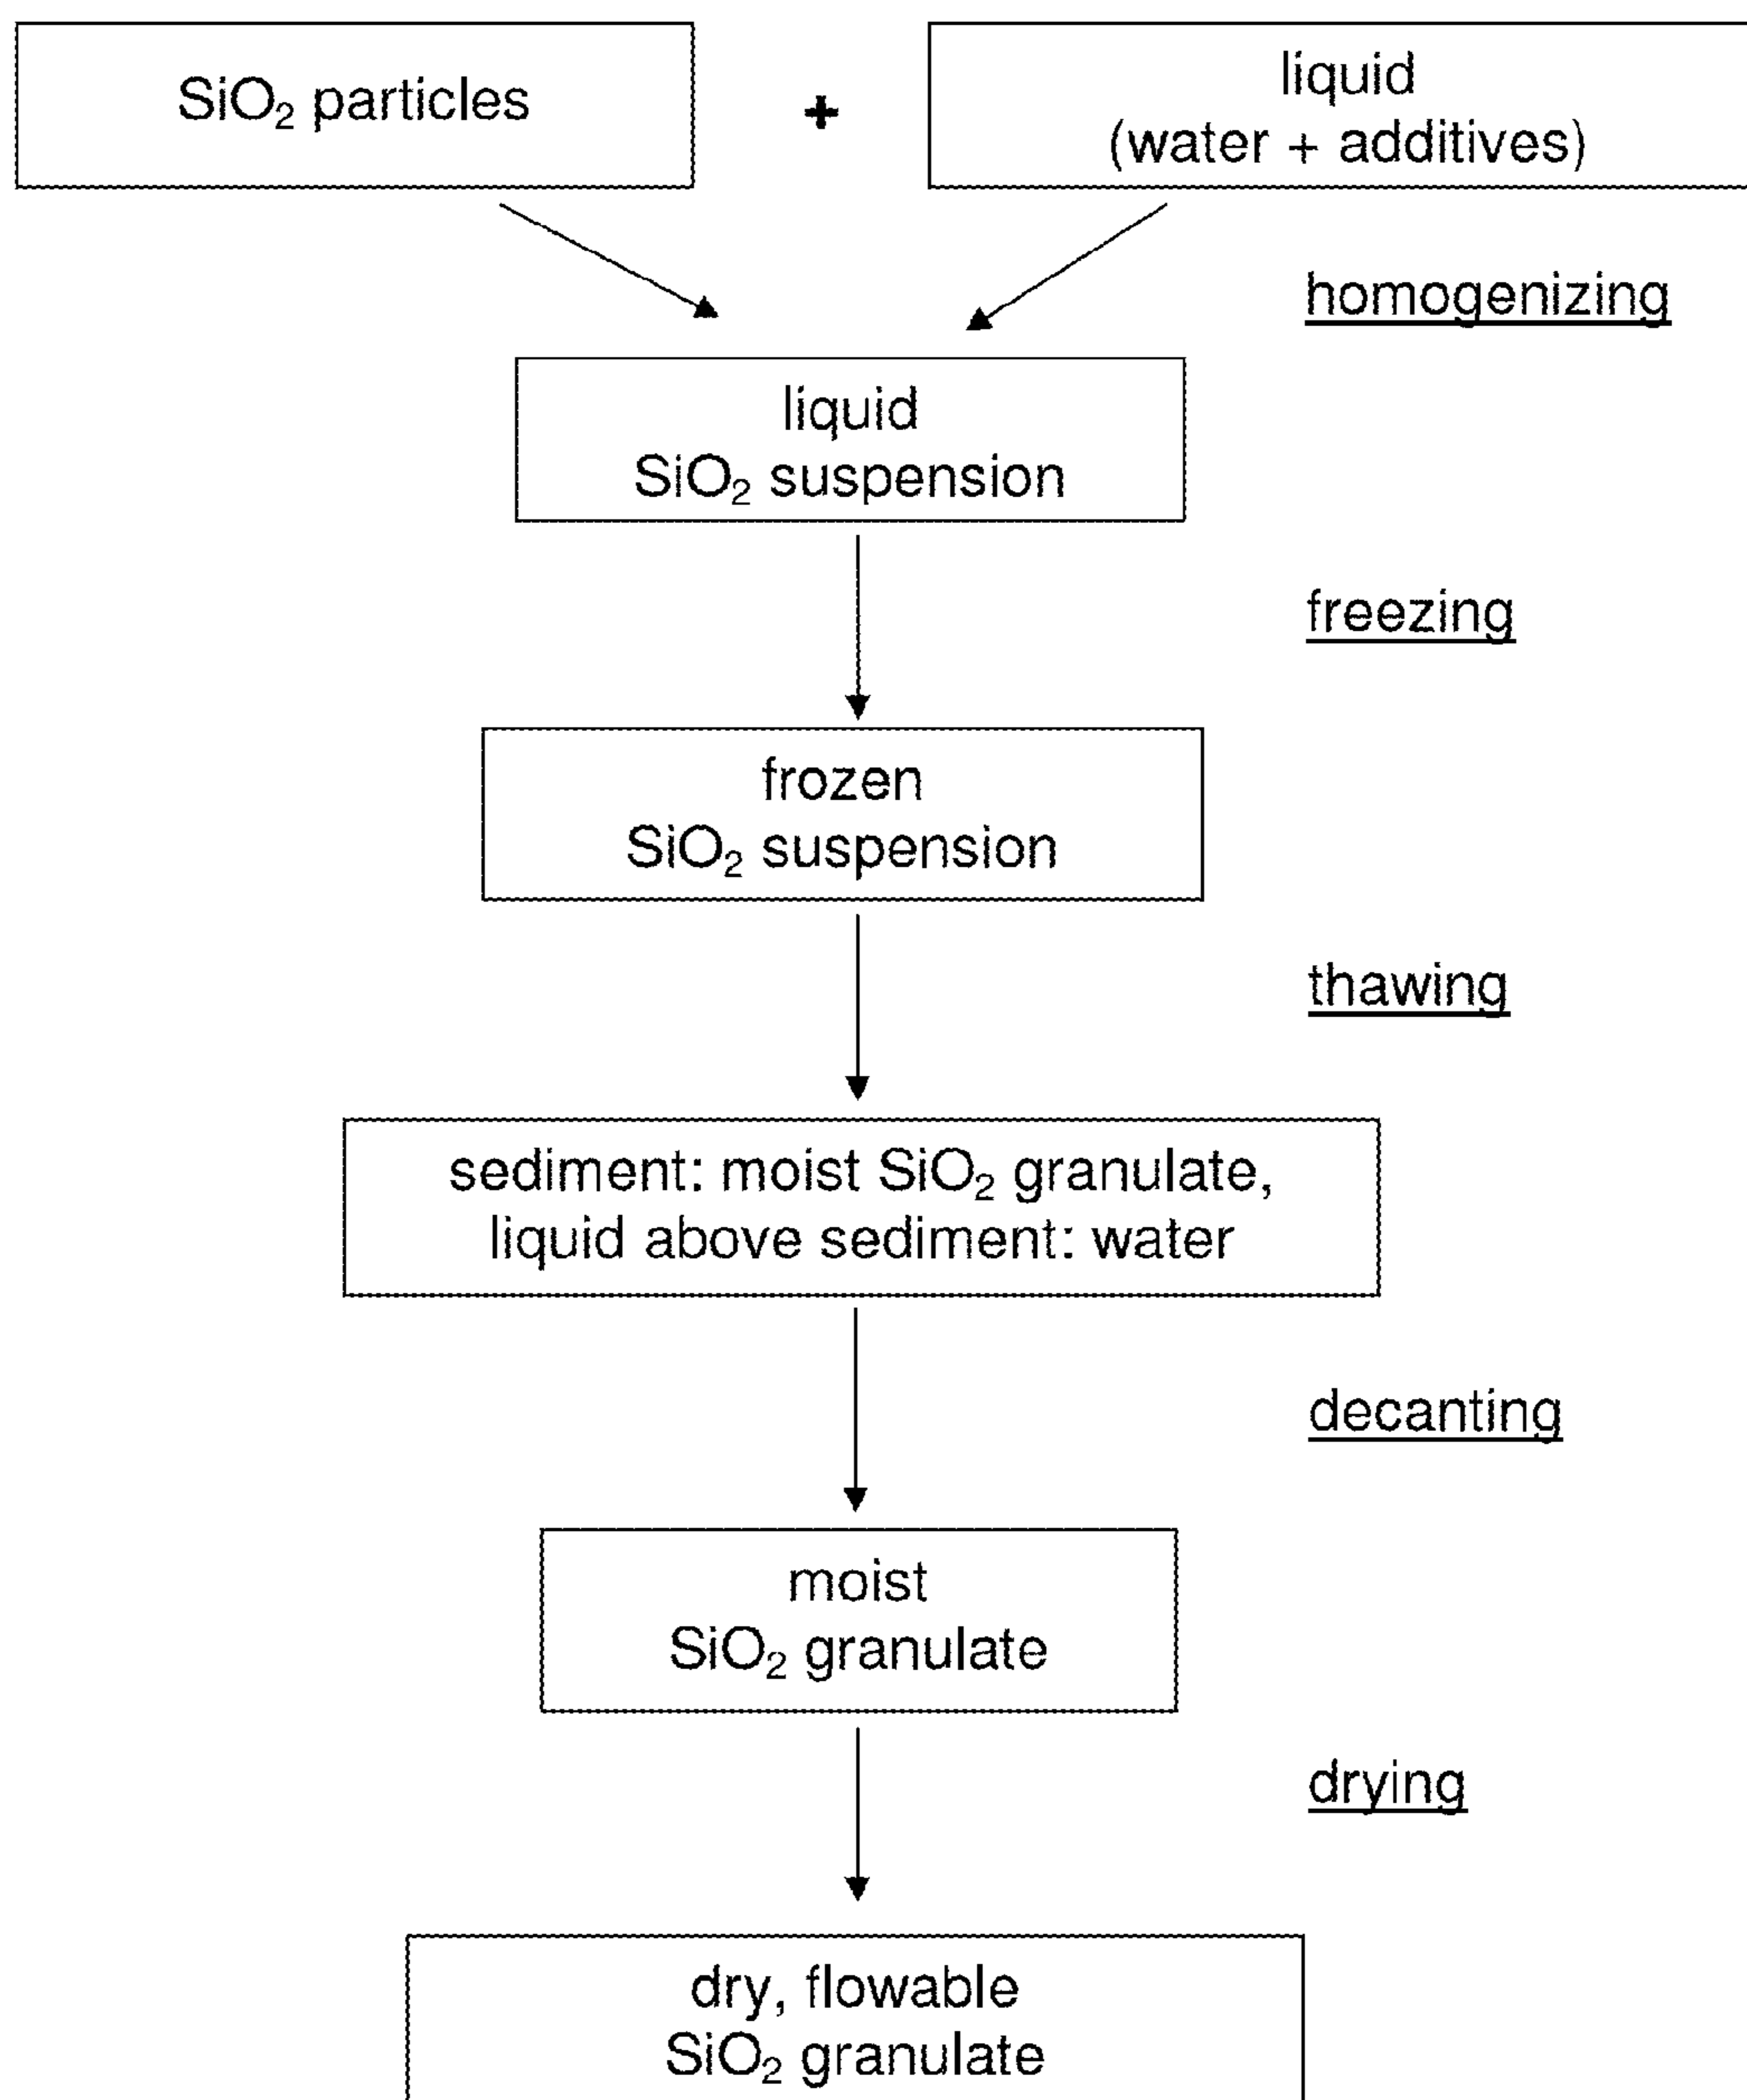 SiO₂ particles
+
liquid
(water + additives)
homogenizing
liquid
SiO₂ suspension
freezing
frozen
SiO₂ suspension
thawing
sediment: moist SiO₂ granulate,
liquid above sediment: water
decanting
moist
SiO₂ granulate
drying
dry, flowable
SiO₂ granulate